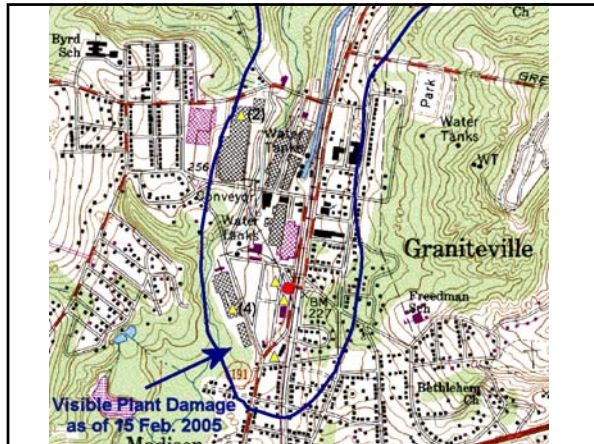 Ch
Byrd
Sch
GRE
Park
(2)
Water
Tanks
Water
Tanks
WT
256
Conveyor
Water
Tanks
Graniteville
(4)
BM
227
Freedman
Sch
191
Bethlehem
Ch
Visible Plant Damage
as of 15 Feb. 2005
Madison